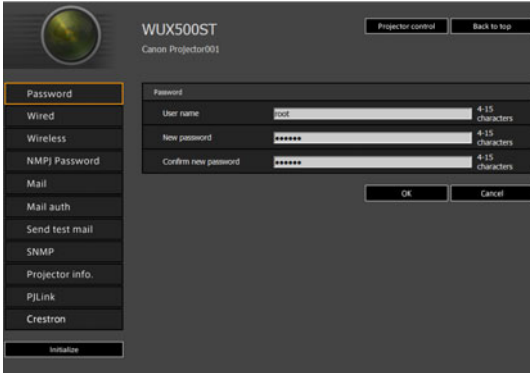 WUX500ST
Canon Projector001
Projector control
Back to top
Password
Wired
Wireless
NMPJ Password
Mail
Mail auth
Send test mail
SNMP
Projector info.
PJLink
Crestron
Initialize
Password
User name root 4-15
characters
New password •••••• 4-15
characters
Confirm new password •••••• 4-15
characters
OK
Cancel